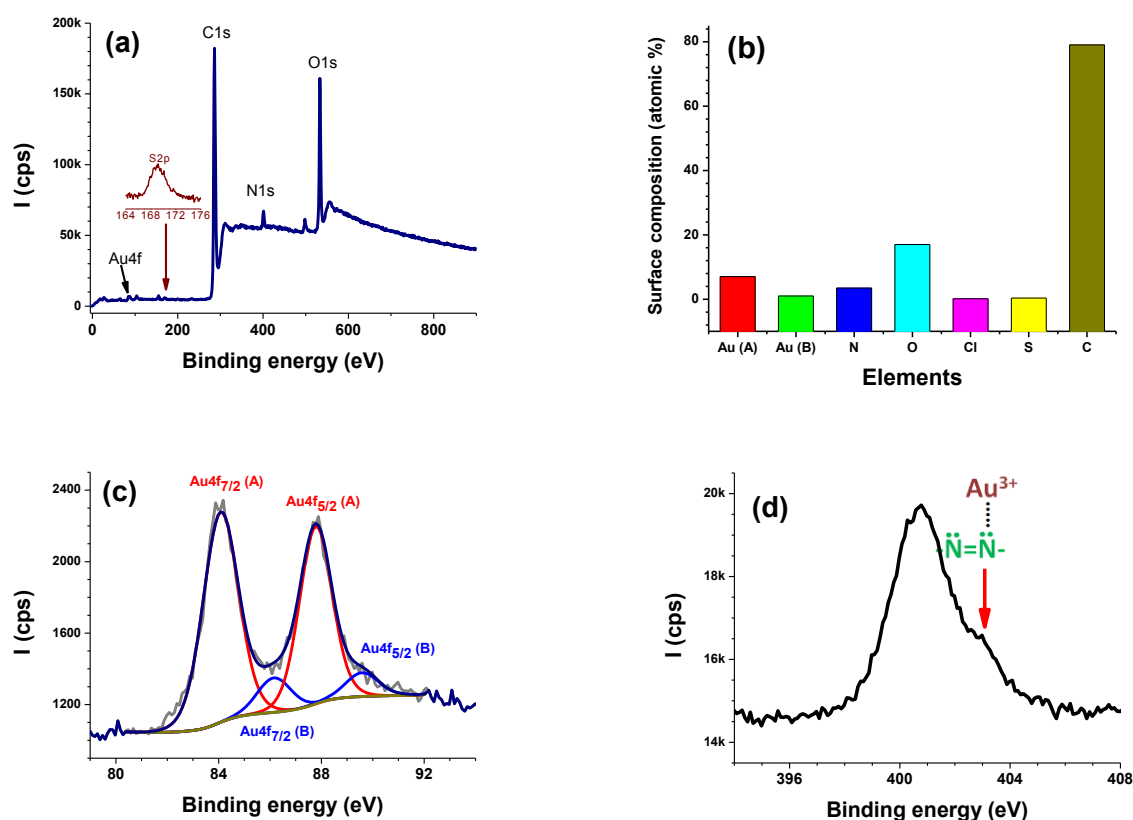 (a)
200k
150k
100k
50k
0
I (cps)
C1s
O1s
N1s
S2p
164 168 172 176
Au4f
0 200 400 600 800
Binding energy (eV)
(b)
80
60
40
20
0
Surface composition (atomic %)
Au (A) Au (B) N O Cl S C
Elements
(c)
2400
2100
1800
1500
1200
I (cps)
Au4f7/2 (A)
Au4f5/2 (A)
Au4f5/2 (B)
Au4f7/2 (B)
80 84 88 92
Binding energy (eV)
(d)
20k
18k
16k
14k
I (cps)
Au3+
-N̈=N̈-
396 400 404 408
Binding energy (eV)